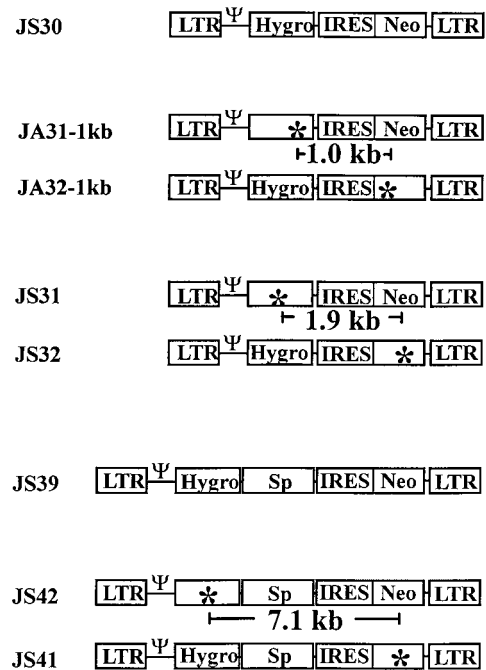 Ψ
JS30 LTR Hygro IRES Neo LTR
Ψ
JA31-1kb LTR * IRES Neo LTR
1.0 kb
JA32-1kb LTR Hygro IRES * LTR
Ψ
JS31 LTR * IRES Neo LTR
1.9 kb
Ψ
JS32 LTR Hygro IRES * LTR
Ψ
JS39 LTR Hygro Sp IRES Neo LTR
Ψ
JS42 LTR * Sp IRES Neo LTR
7.1 kb
Ψ
JS41 LTR Hygro Sp IRES * LTR